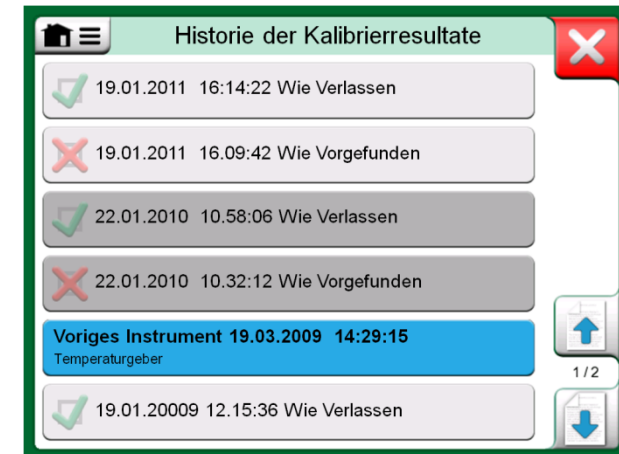 Historie der Kalibrierresultate
19.01.2011 16:14:22 Wie Verlassen
19.01.2011 16.09:42 Wie Vorgefunden
22.01.2010 10.58:06 Wie Verlassen
22.01.2010 10.32:12 Wie Vorgefunden
Voriges Instrument 19.03.2009 14:29:15
Temperaturgeber
1/2
19.01.20009 12.15:36 Wie Verlassen